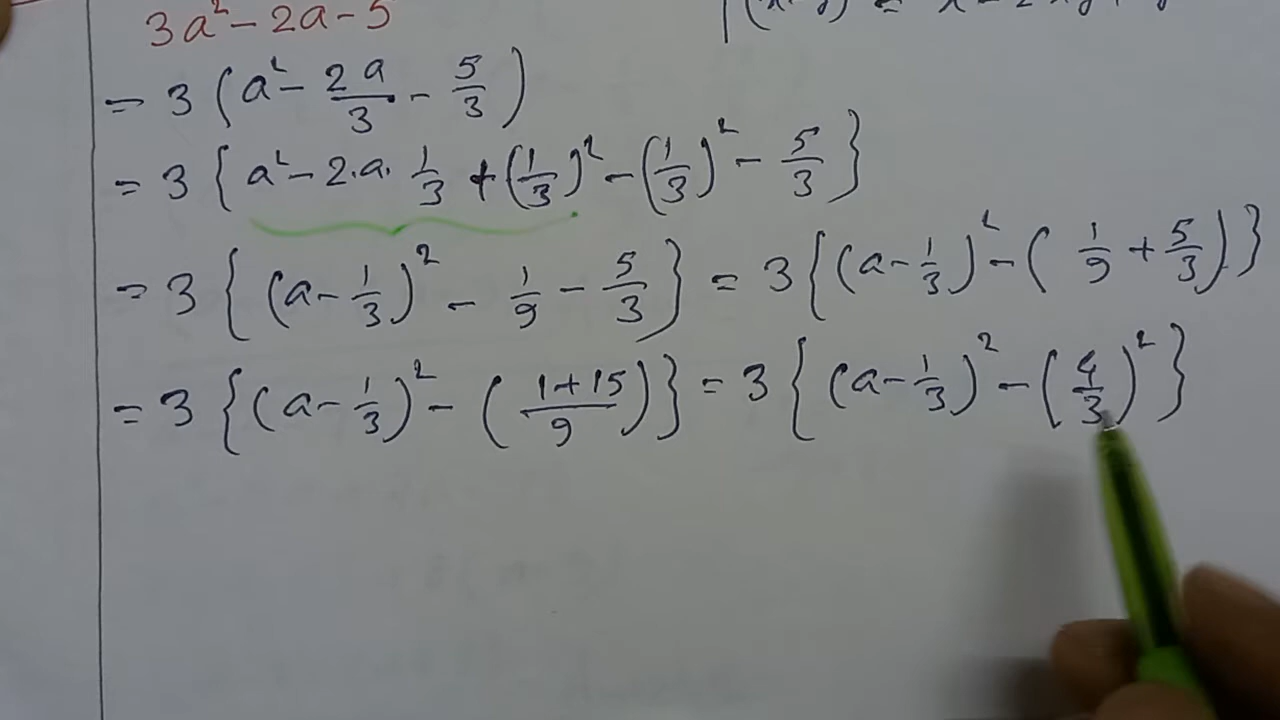 3a² - 2a - 5
= 3 (a² - 2a/3 - 5/3)
= 3 {a² - 2.a. 1/3 + (1/3)² - (1/3)² - 5/3}
= 3 {(a - 1/3)² - 1/9 - 5/3} = 3 {(a - 1/3)² - (1/9 + 5/3)}
= 3 {(a - 1/3)² - (1+15/9)} = 3 {(a - 1/3)² - (4/3)²}